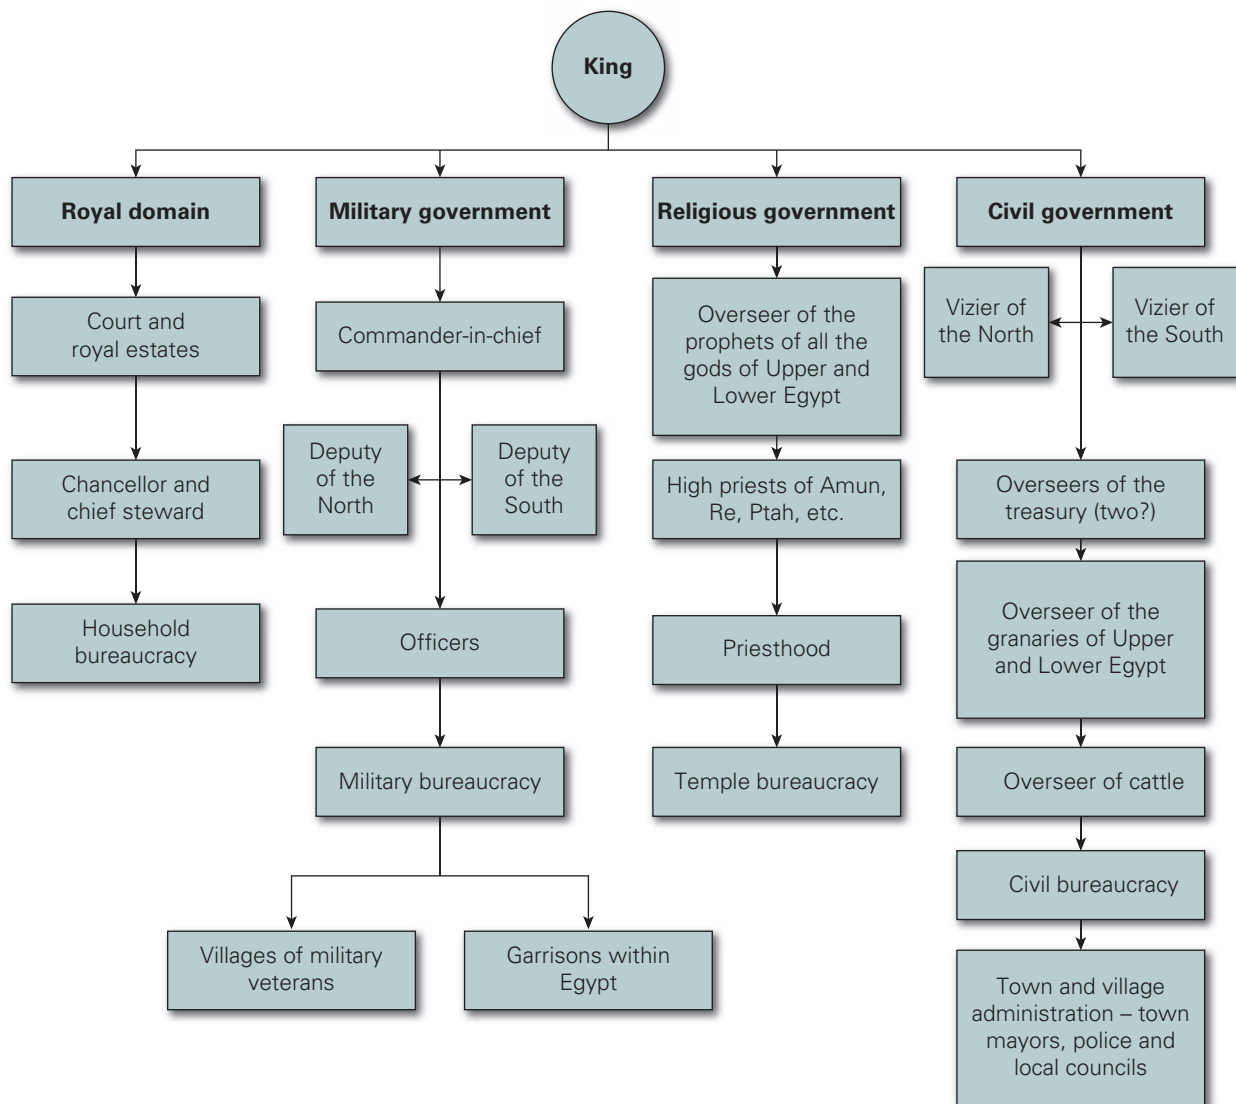 King
Royal domain
Military government
Religious government
Civil government
Court and
royal estates
Chancellor and
chief steward
Household
bureaucracy
Commander-in-chief
Deputy
of the
North
Deputy
of the
South
Officers
Military bureaucracy
Villages of military
veterans
Garrisons within
Egypt
Overseer of the
prophets of all the
gods of Upper and
Lower Egypt
High priests of Amun,
Re, Ptah, etc.
Priesthood
Temple bureaucracy
Vizier of
the North
Vizier of
the South
Overseers of the
treasury (two?)
Overseer of the
granaries of Upper
and Lower Egypt
Overseer of cattle
Civil bureaucracy
Town and village
administration – town
mayors, police and
local councils